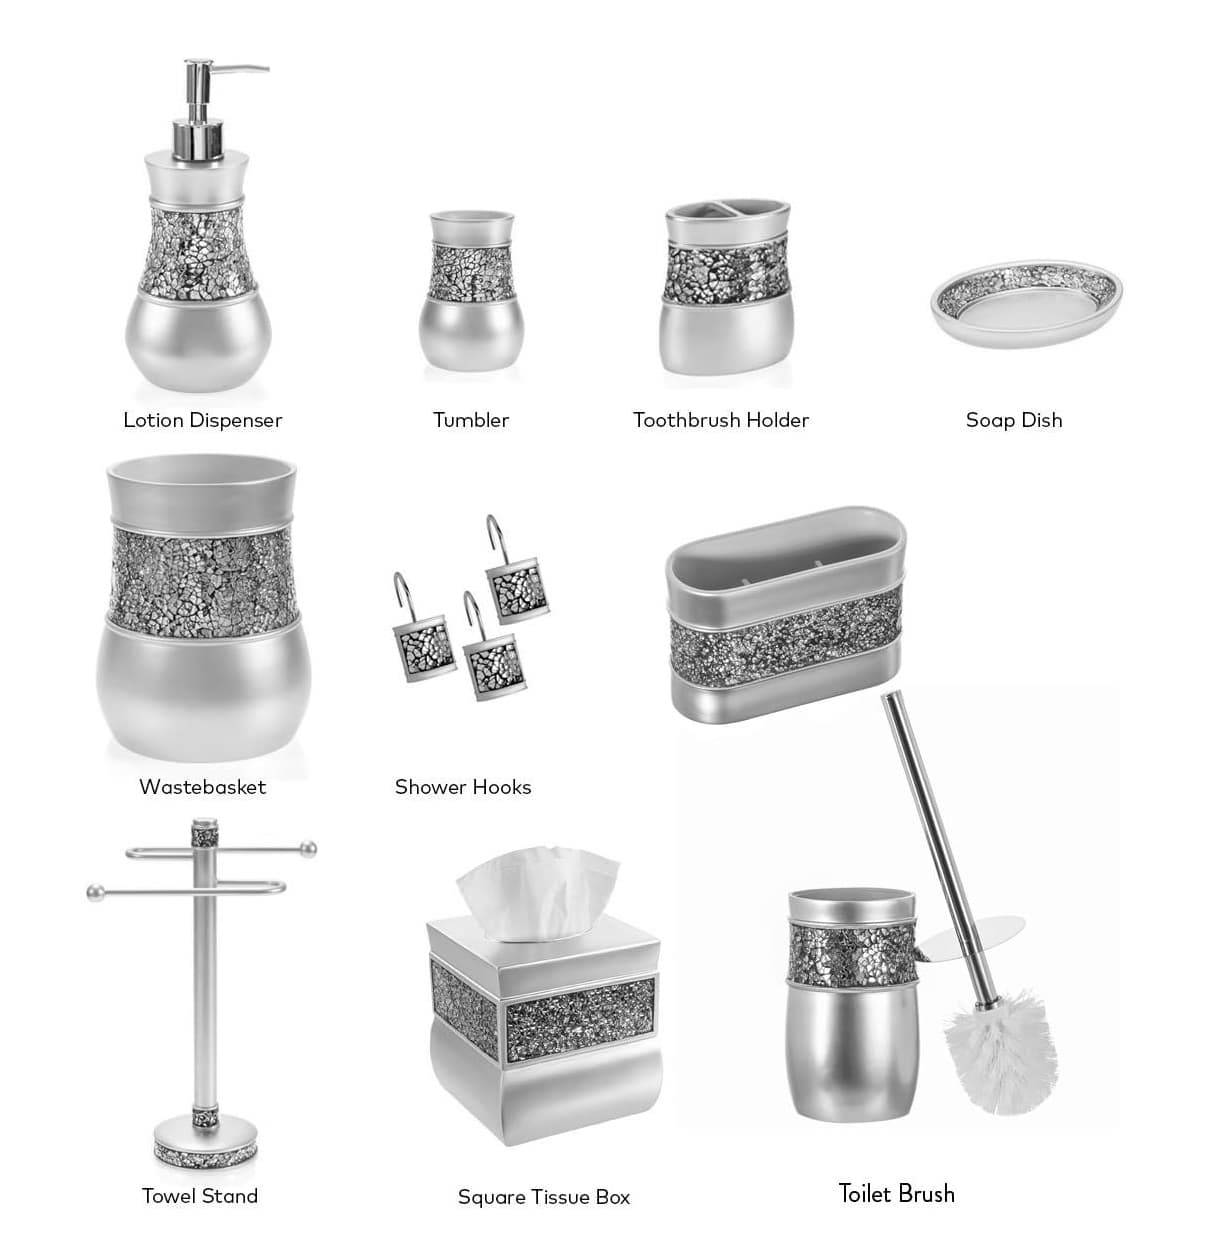 Lotion Dispenser
Tumbler
Toothbrush Holder
Soap Dish
Wastebasket
Shower Hooks
Towel Stand
Square Tissue Box
Toilet Brush